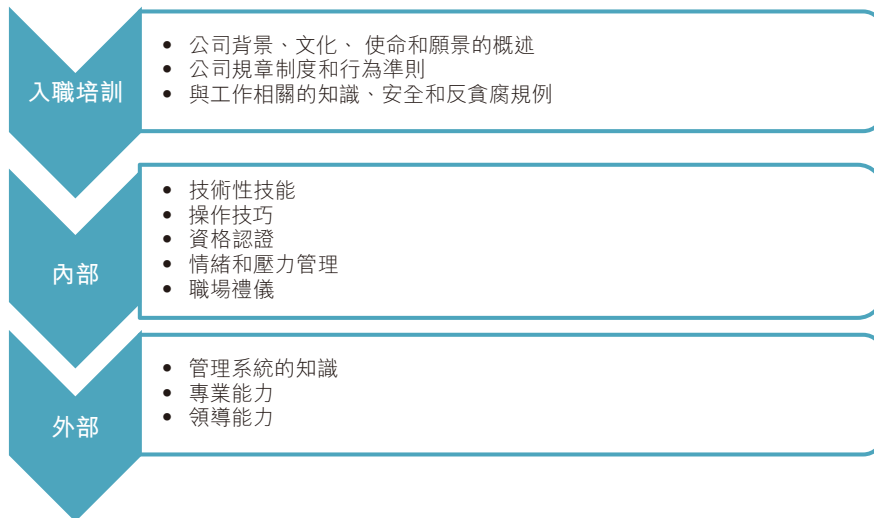 入職培訓
• 公司背景、文化、 使命和願景的概述
• 公司規章制度和行為準則
• 與工作相關的知識、安全和反貪腐規例
內部
• 技術性技能
• 操作技巧
• 資格認證
• 情緒和壓力管理
• 職場禮儀
外部
• 管理系統的知識
• 專業能力
• 領導能力